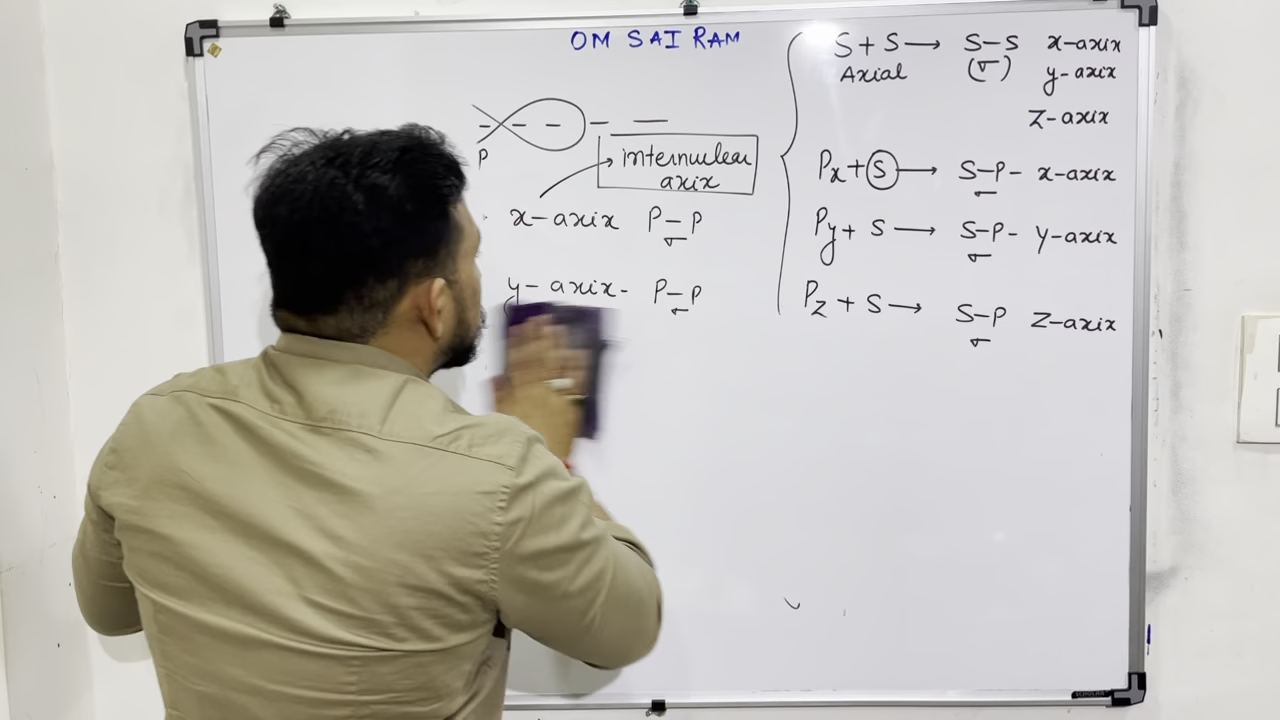 OM SAI RAM
P
internuclear
axix
x-axix P-P
σ
y-axix- P-P
σ
S+S→ S-S x-axix
Axial (σ) y-axix
z-axix
Px+S→ S-P- x-axix
σ
Py+S→ S-P- y-axix
σ
Pz+S→ S-P z-axix
σ